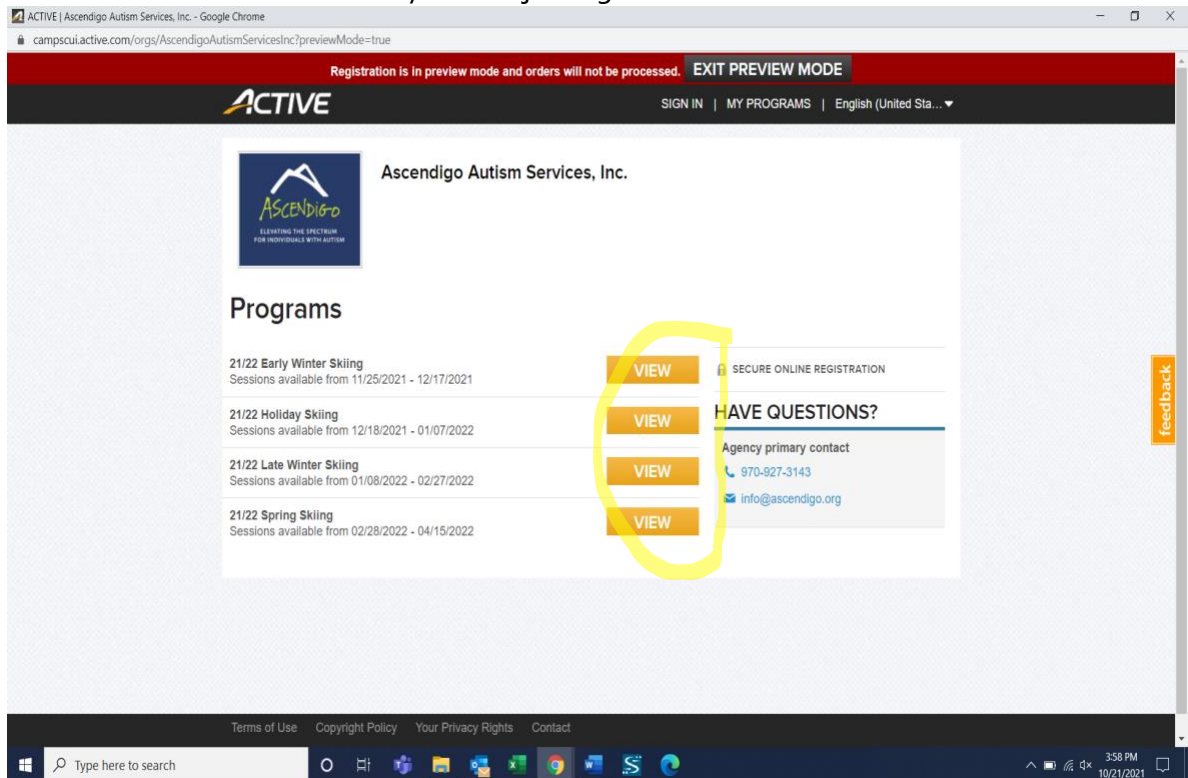 ACTIVE | Ascendigo Autism Services, Inc. - Google Chrome
campscui.active.com/orgs/AscendigoAutismServicesInc?previewMode=true
Registration is in preview mode and orders will not be processed. EXIT PREVIEW MODE
ACTIVE
SIGN IN | MY PROGRAMS | English (United Sta...
ASCENDIGO
ELEVATING THE SPECTRUM
FOR INDIVIDUALS WITH AUTISM
Ascendigo Autism Services, Inc.
Programs
21/22 Early Winter Skiing
Sessions available from 11/25/2021 - 12/17/2021
VIEW
21/22 Holiday Skiing
Sessions available from 12/18/2021 - 01/07/2022
VIEW
21/22 Late Winter Skiing
Sessions available from 01/08/2022 - 02/27/2022
VIEW
21/22 Spring Skiing
Sessions available from 02/28/2022 - 04/15/2022
VIEW
SECURE ONLINE REGISTRATION
HAVE QUESTIONS?
Agency primary contact
970-927-3143
info@ascendigo.org
feedback
Terms of Use Copyright Policy Your Privacy Rights Contact
Type here to search
3:58 PM
10/21/2021